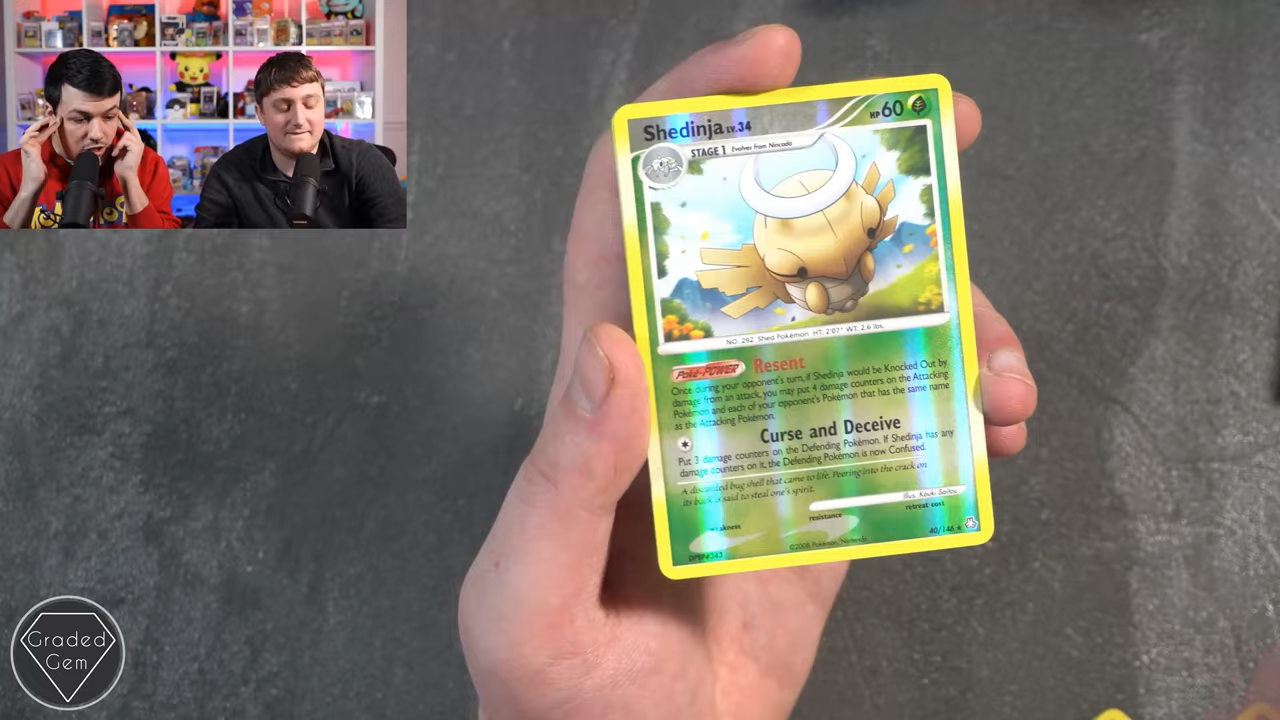 Shedinja LV.34
HP 60
STAGE 1 Evolves from Nincada
NO. 292 Shed Pokémon HT: 2'07" WT: 2.6 lbs.
Poké-POWER Resent
Once during your opponent's turn, if Shedinja would be Knocked Out by
damage from an attack, you may put 4 damage counters on the Attacking
Pokémon and each of your opponent's Pokémon that has the same name
as the Attacking Pokémon.
Curse and Deceive
Put 3 damage counters on the Defending Pokémon. If Shedinja has any
damage counters on it, the Defending Pokémon is now Confused.
A discarded bug shell that came to life. Peering into the crack on
its back is said to steal one's spirit.
Illus. Kouki Saitou
resistance
retreat cost
40/146 ★
©2008 Pokémon/Nintendo
Graded
Gem